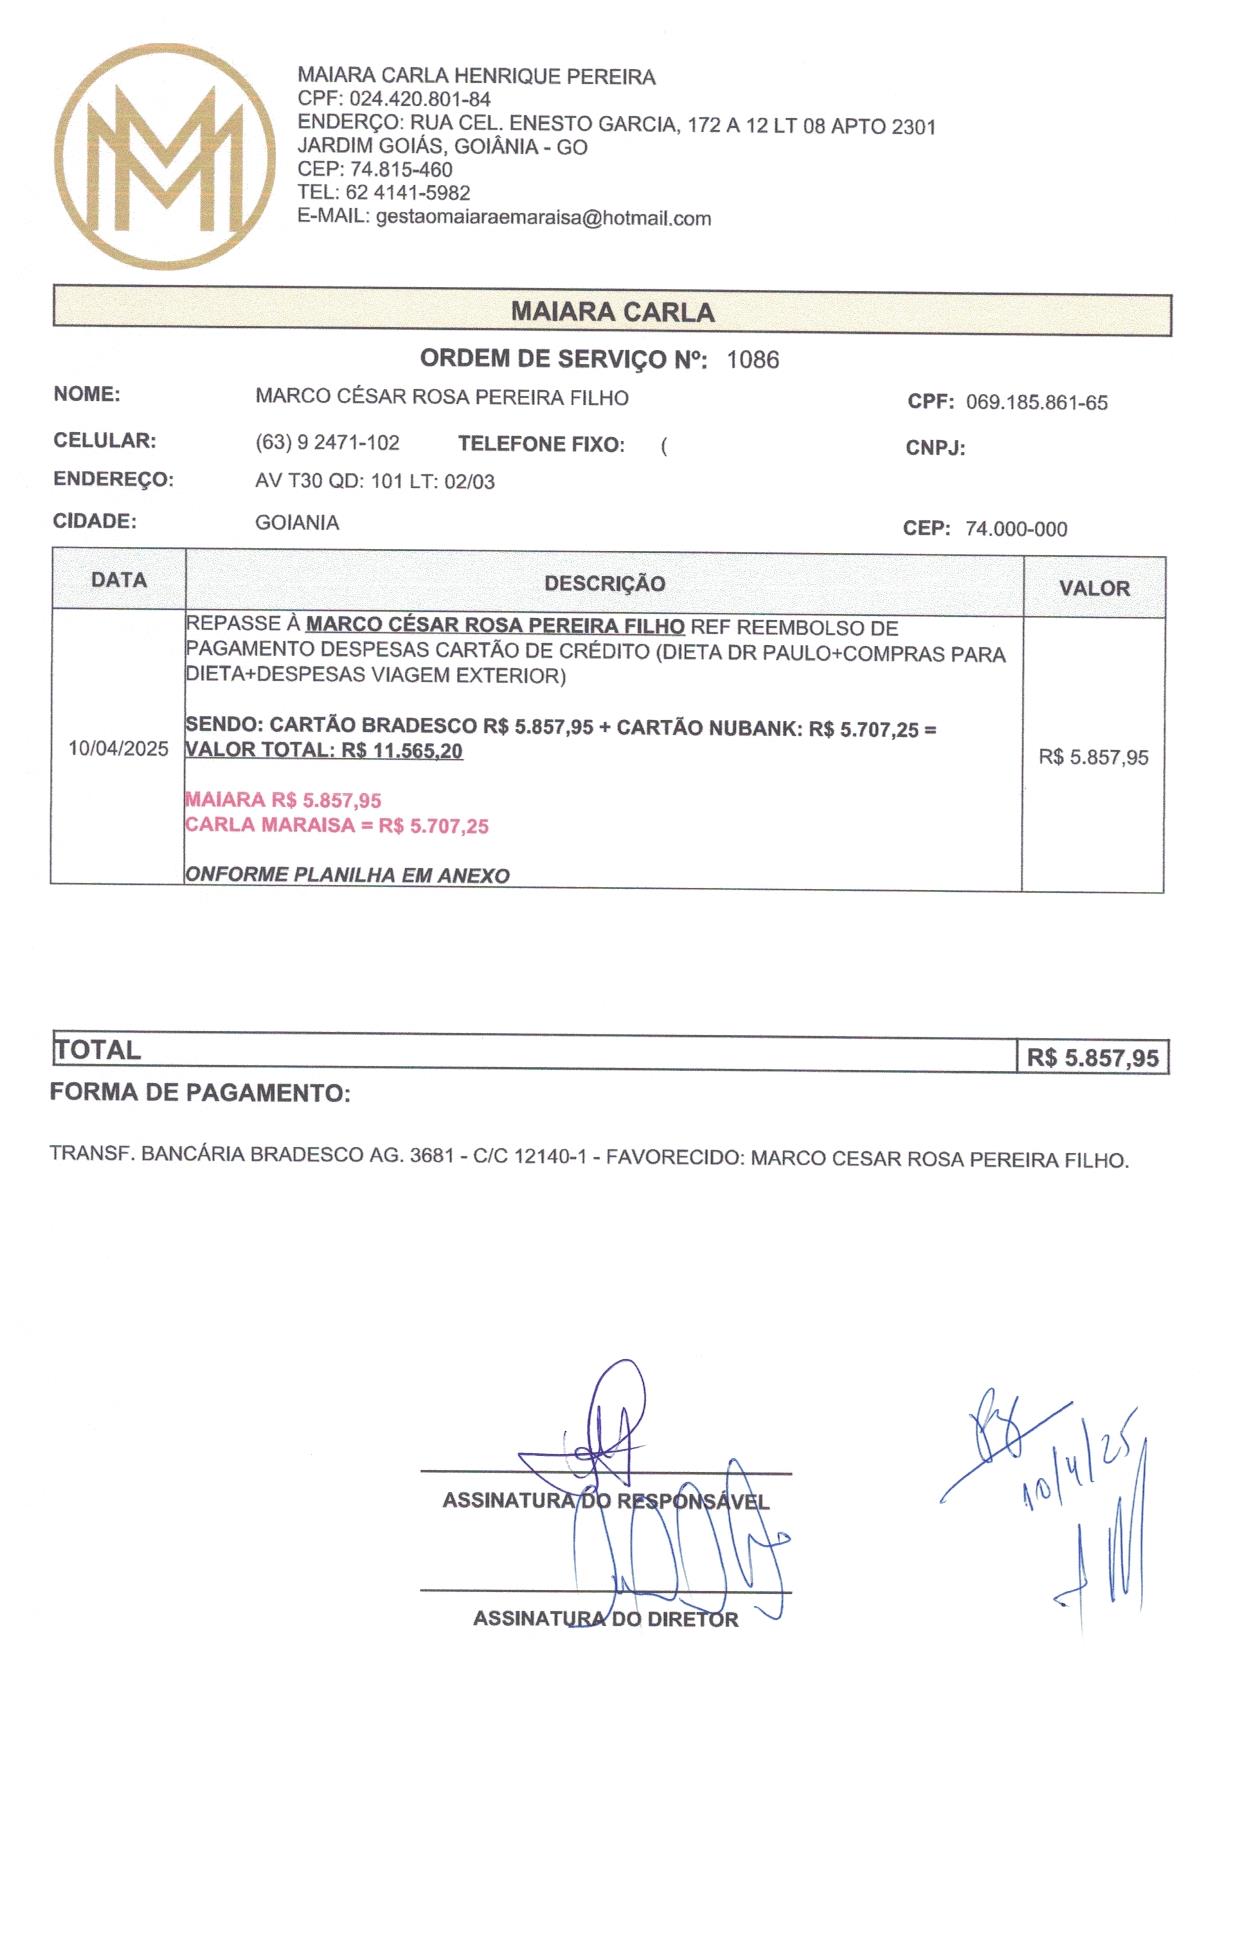 MAIARA CARLA HENRIQUE PEREIRA
CPF: 024.420.801-84
ENDERÇO: RUA CEL. ENESTO GARCIA, 172 A 12 LT 08 APTO 2301
JARDIM GOIÁS, GOIÂNIA - GO
CEP: 74.815-460
TEL: 62 4141-5982
E-MAIL: gestaomaiaraemaraisa@hotmail.com
MAIARA CARLA
ORDEM DE SERVIÇO Nº: 1086
NOME: MARCO CÉSAR ROSA PEREIRA FILHO CPF: 069.185.861-65
CELULAR: (63) 9 2471-102 TELEFONE FIXO: ( CNPJ:
ENDEREÇO: AV T30 QD: 101 LT: 02/03
CIDADE: GOIANIA CEP: 74.000-000
DATA DESCRIÇÃO VALOR
REPASSE À MARCO CÉSAR ROSA PEREIRA FILHO REF REEMBOLSO DE
PAGAMENTO DESPESAS CARTÃO DE CRÉDITO (DIETA DR PAULO+COMPRAS PARA
DIETA+DESPESAS VIAGEM EXTERIOR)
SENDO: CARTÃO BRADESCO R$ 5.857,95 + CARTÃO NUBANK: R$ 5.707,25 =
10/04/2025 VALOR TOTAL: R$ 11.565,20 R$ 5.857,95
MAIARA R$ 5.857,95
CARLA MARAISA = R$ 5.707,25
ONFORME PLANILHA EM ANEXO
TOTAL R$ 5.857,95
FORMA DE PAGAMENTO:
TRANSF. BANCÁRIA BRADESCO AG. 3681 - C/C 12140-1 - FAVORECIDO: MARCO CESAR ROSA PEREIRA FILHO.
10/4/25
ASSINATURA DO RESPONSÁVEL
ASSINATURA DO DIRETOR